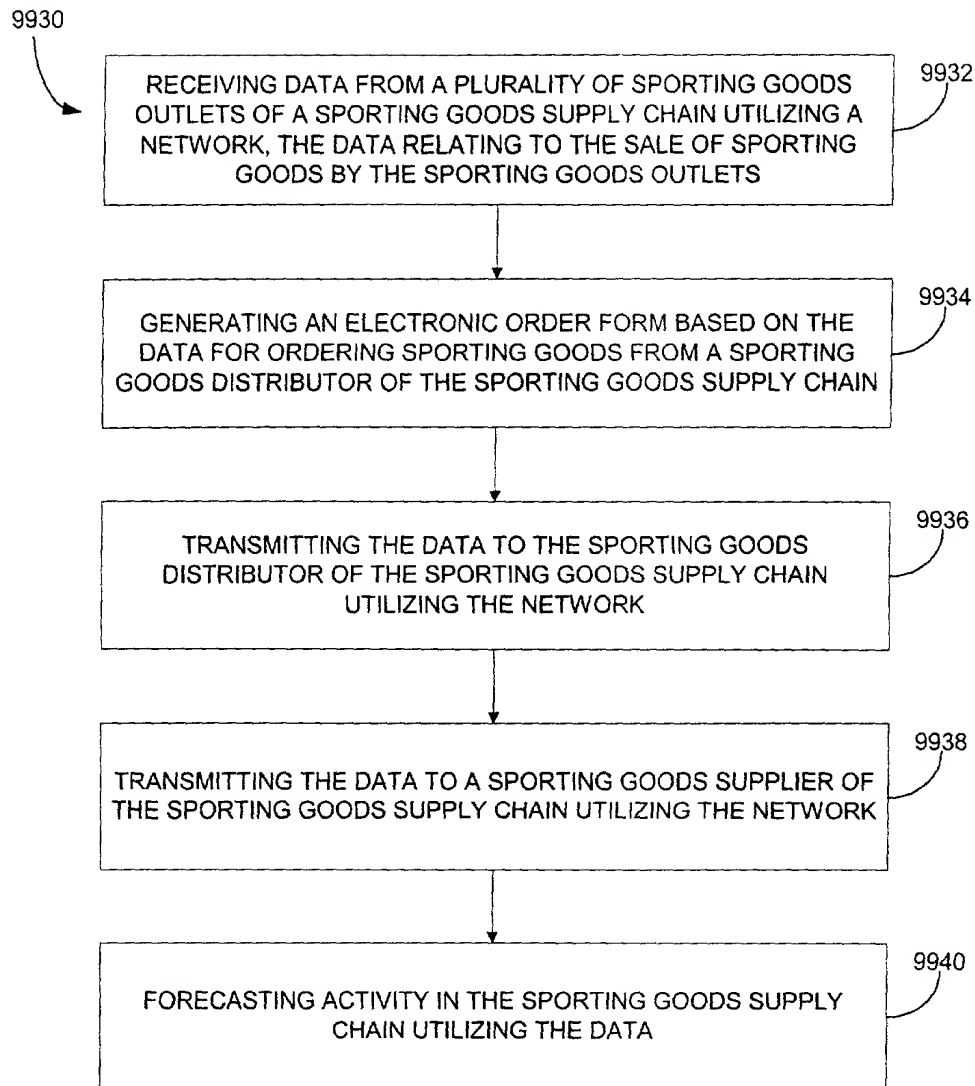 9930
9932
RECEIVING DATA FROM A PLURALITY OF SPORTING GOODS
OUTLETS OF A SPORTING GOODS SUPPLY CHAIN UTILIZING A
NETWORK, THE DATA RELATING TO THE SALE OF SPORTING
GOODS BY THE SPORTING GOODS OUTLETS
9934
GENERATING AN ELECTRONIC ORDER FORM BASED ON THE
DATA FOR ORDERING SPORTING GOODS FROM A SPORTING
GOODS DISTRIBUTOR OF THE SPORTING GOODS SUPPLY CHAIN
9936
TRANSMITTING THE DATA TO THE SPORTING GOODS
DISTRIBUTOR OF THE SPORTING GOODS SUPPLY CHAIN
UTILIZING THE NETWORK
9938
TRANSMITTING THE DATA TO A SPORTING GOODS SUPPLIER OF
THE SPORTING GOODS SUPPLY CHAIN UTILIZING THE NETWORK
9940
FORECASTING ACTIVITY IN THE SPORTING GOODS SUPPLY
CHAIN UTILIZING THE DATA